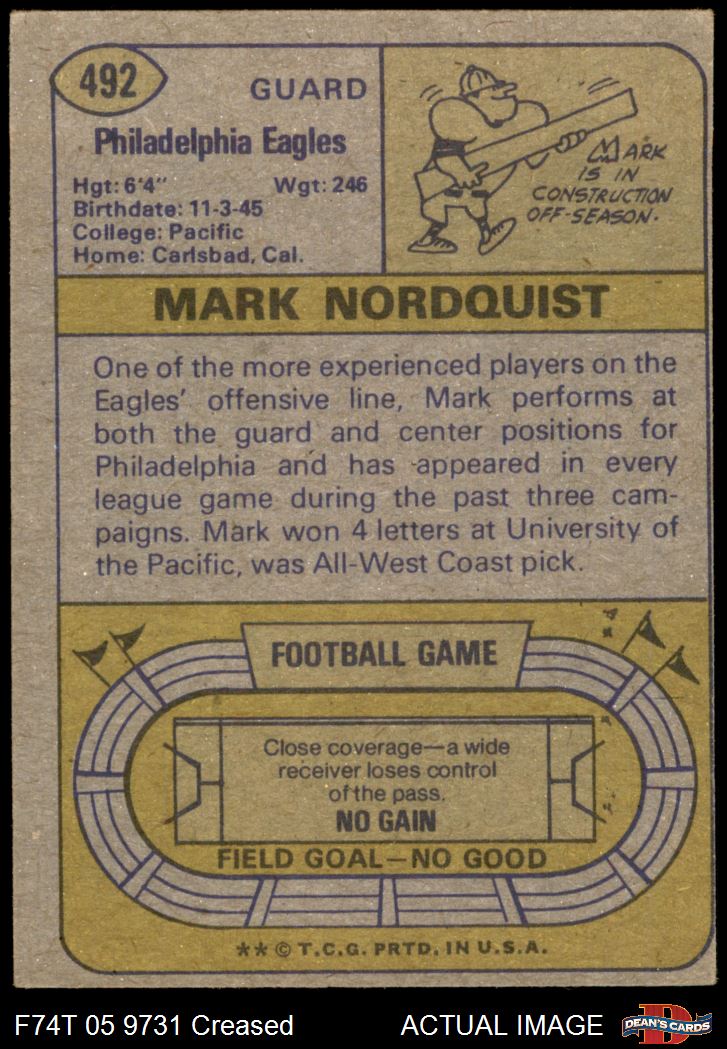 492
GUARD
Philadelphia Eagles
Hgt: 6'4" Wgt: 246
Birthdate: 11-3-45
College: Pacific
Home: Carlsbad, Cal.
MARK
IS IN
CONSTRUCTION
OFF-SEASON.
MARK NORDQUIST
One of the more experienced players on the
Eagles' offensive line, Mark performs at
both the guard and center positions for
Philadelphia and has appeared in every
league game during the past three cam-
paigns. Mark won 4 letters at University of
the Pacific, was All-West Coast pick.
FOOTBALL GAME
Close coverage—a wide
receiver loses control
of the pass.
NO GAIN
FIELD GOAL—NO GOOD
** © T.C.G. PRTD. IN U.S.A.
F74T 05 9731 Creased ACTUAL IMAGE
D
DEAN'S CARDS